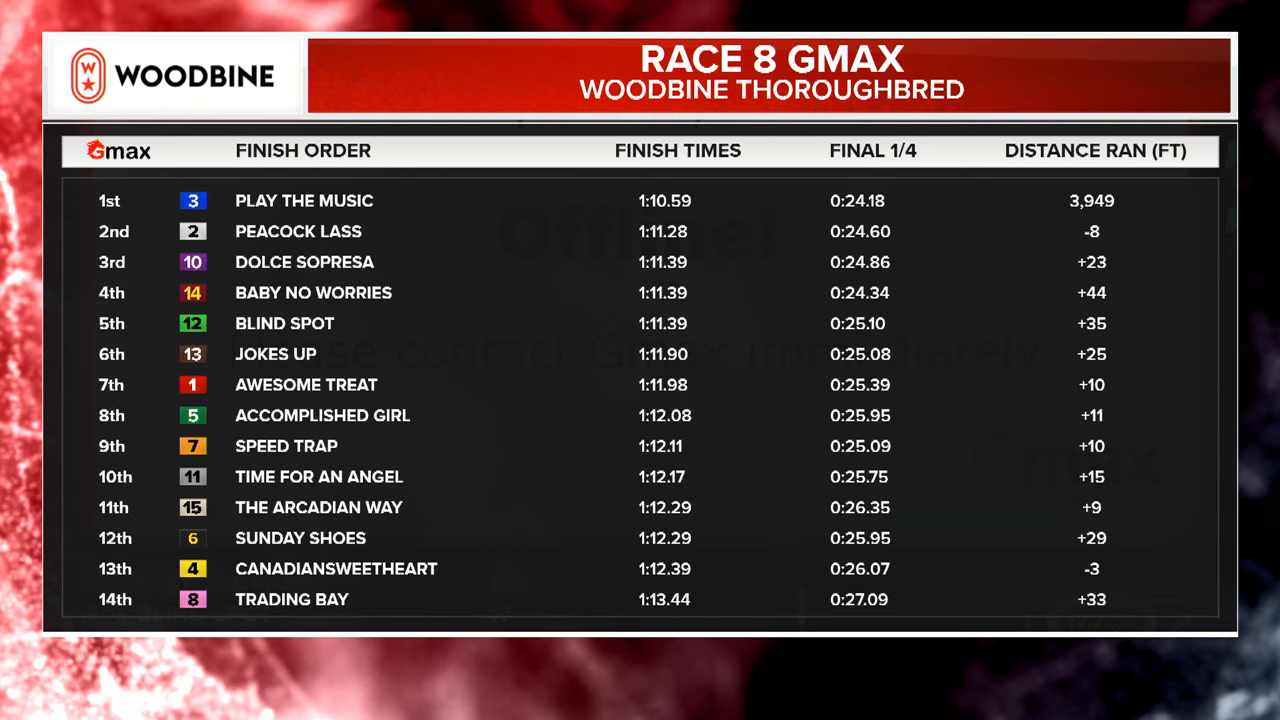 WOODBINE
RACE 8 GMAX
WOODBINE THOROUGHBRED
Gmax FINISH ORDER FINISH TIMES FINAL 1/4 DISTANCE RAN (FT)
1st 3 PLAY THE MUSIC 1:10.59 0:24.18 3,949
2nd 2 PEACOCK LASS 1:11.28 0:24.60 -8
3rd 10 DOLCE SOPRESA 1:11.39 0:24.86 +23
4th 14 BABY NO WORRIES 1:11.39 0:24.34 +44
5th 12 BLIND SPOT 1:11.39 0:25.10 +35
6th 13 JOKES UP 1:11.90 0:25.08 +25
7th 1 AWESOME TREAT 1:11.98 0:25.39 +10
8th 5 ACCOMPLISHED GIRL 1:12.08 0:25.95 +11
9th 7 SPEED TRAP 1:12.11 0:25.09 +10
10th 11 TIME FOR AN ANGEL 1:12.17 0:25.75 +15
11th 15 THE ARCADIAN WAY 1:12.29 0:26.35 +9
12th 6 SUNDAY SHOES 1:12.29 0:25.95 +29
13th 4 CANADIANSWEETHEART 1:12.39 0:26.07 -3
14th 8 TRADING BAY 1:13.44 0:27.09 +33
Offline!
Please contact Gmax immediately
Gmax